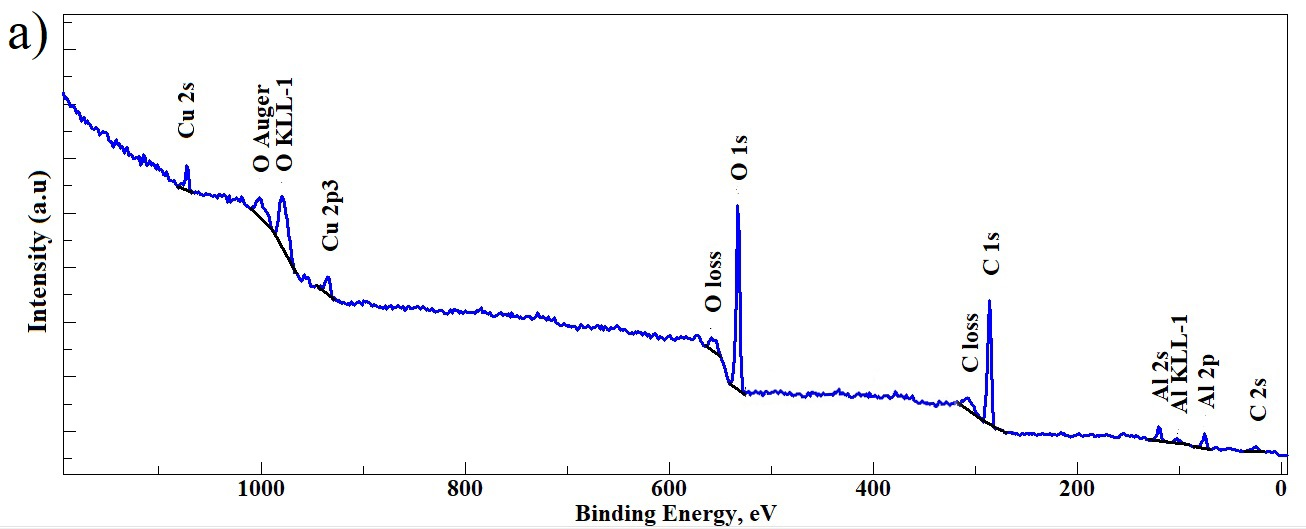 a)
Cu 2s
O Auger
O KLL-1
Cu 2p3
O loss
O 1s
C loss
C 1s
Al 2s
Al KLL-1
Al 2p
C 2s
Intensity (a.u)
1000 800 600 400 200 0
Binding Energy, eV